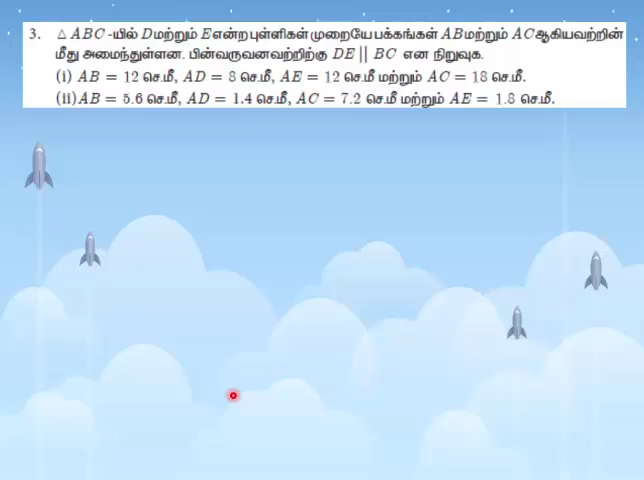 3. △ ABC -யில் D மற்றும் E என்ற புள்ளிகள் முறையே பக்கங்கள் AB மற்றும் AC ஆகியவற்றின்
மீது அமைந்துள்ளன. பின்வருவனவற்றிற்கு DE || BC என நிறுவுக.
(i) AB = 12 செ.மீ, AD = 8 செ.மீ, AE = 12 செ.மீ மற்றும் AC = 18 செ.மீ.
(ii) AB = 5.6 செ.மீ, AD = 1.4 செ.மீ, AC = 7.2 செ.மீ மற்றும் AE = 1.8 செ.மீ.